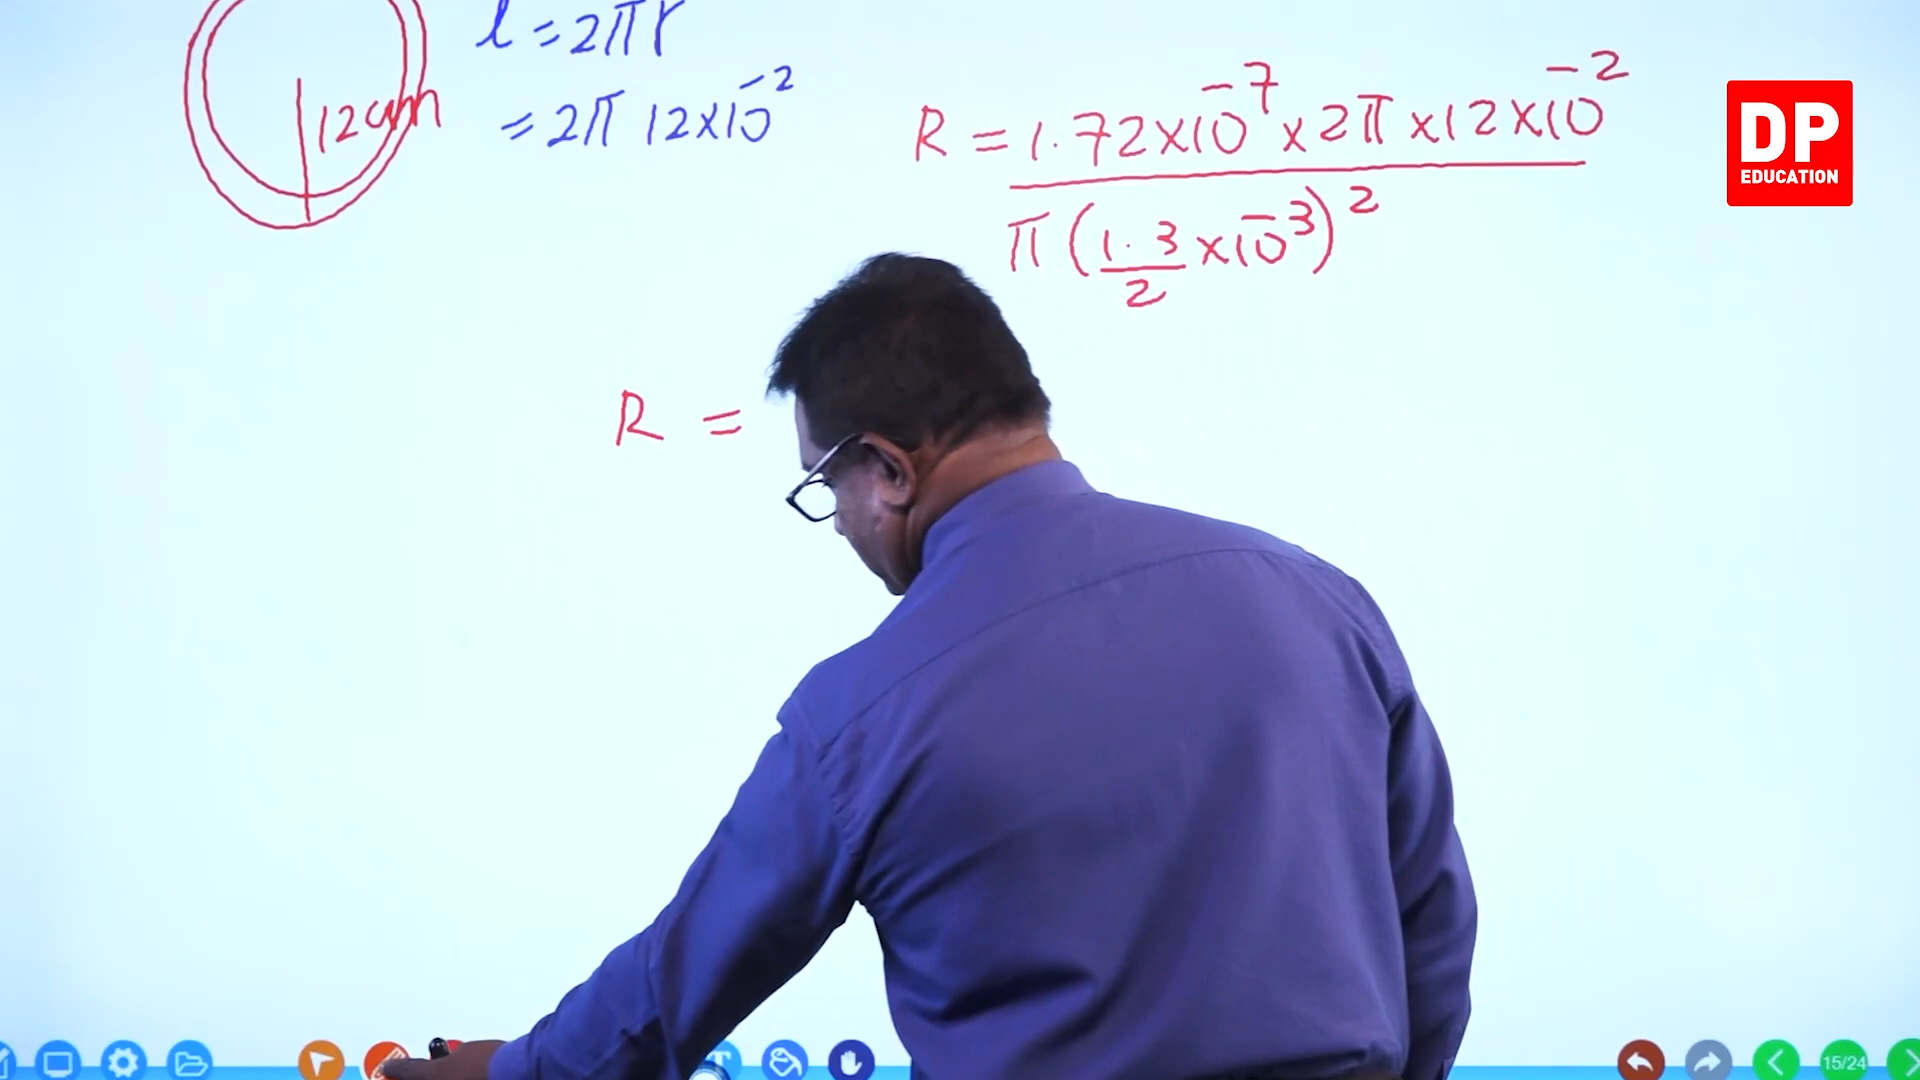 l = 2πr
= 2π 12×10⁻²
12cm
R = 1.72×10⁻⁷ × 2π × 12×10⁻²
π (1.3/2 ×10⁻³)²
R =
DP
EDUCATION
15/24